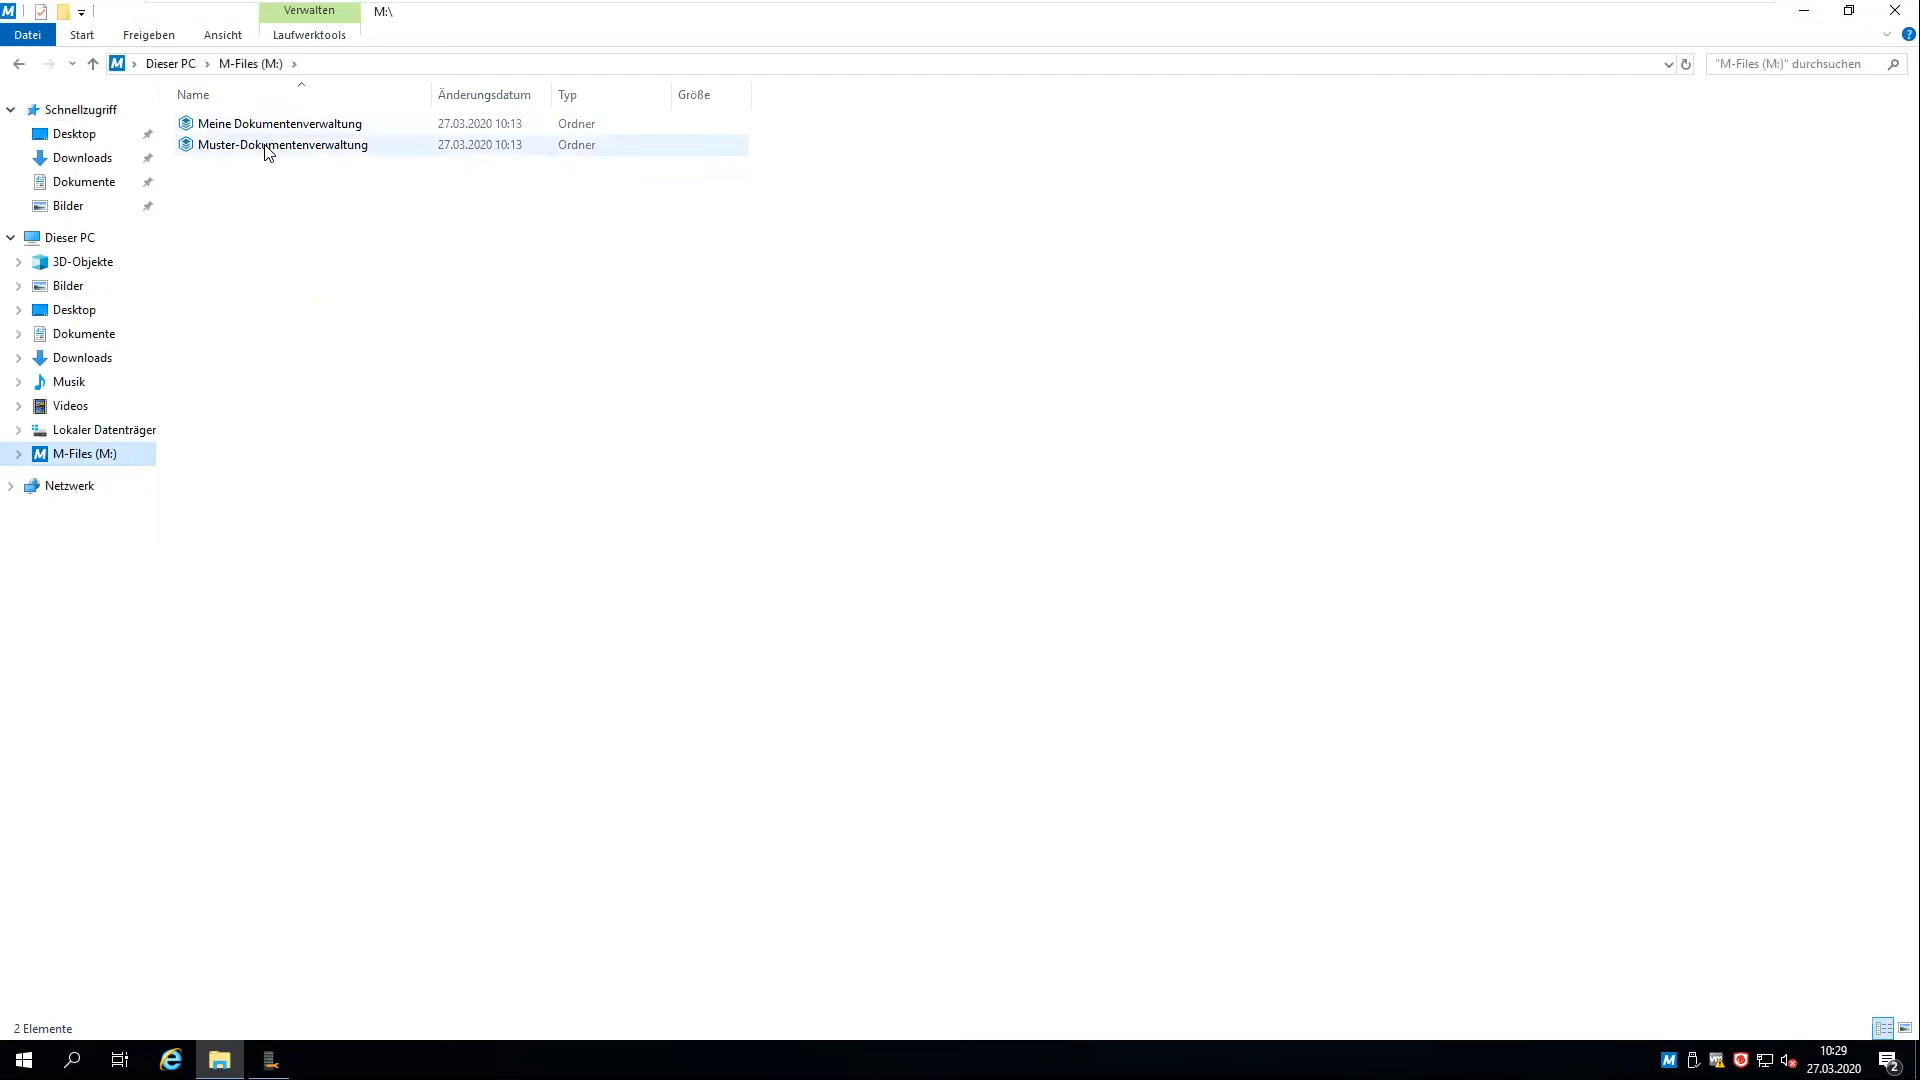 Verwalten
M:\
Datei
Start
Freigeben
Ansicht
Laufwerktools
Dieser PC
M-Files (M:)
"M-Files (M:)" durchsuchen
Name
Änderungsdatum
Typ
Größe
Meine Dokumentenverwaltung
27.03.2020 10:13
Ordner
Muster-Dokumentenverwaltung
27.03.2020 10:13
Ordner
Schnellzugriff
Desktop
Downloads
Dokumente
Bilder
Dieser PC
3D-Objekte
Bilder
Desktop
Dokumente
Downloads
Musik
Videos
Lokaler Datenträger
M-Files (M:)
Netzwerk
2 Elemente
10:29
27.03.2020
2